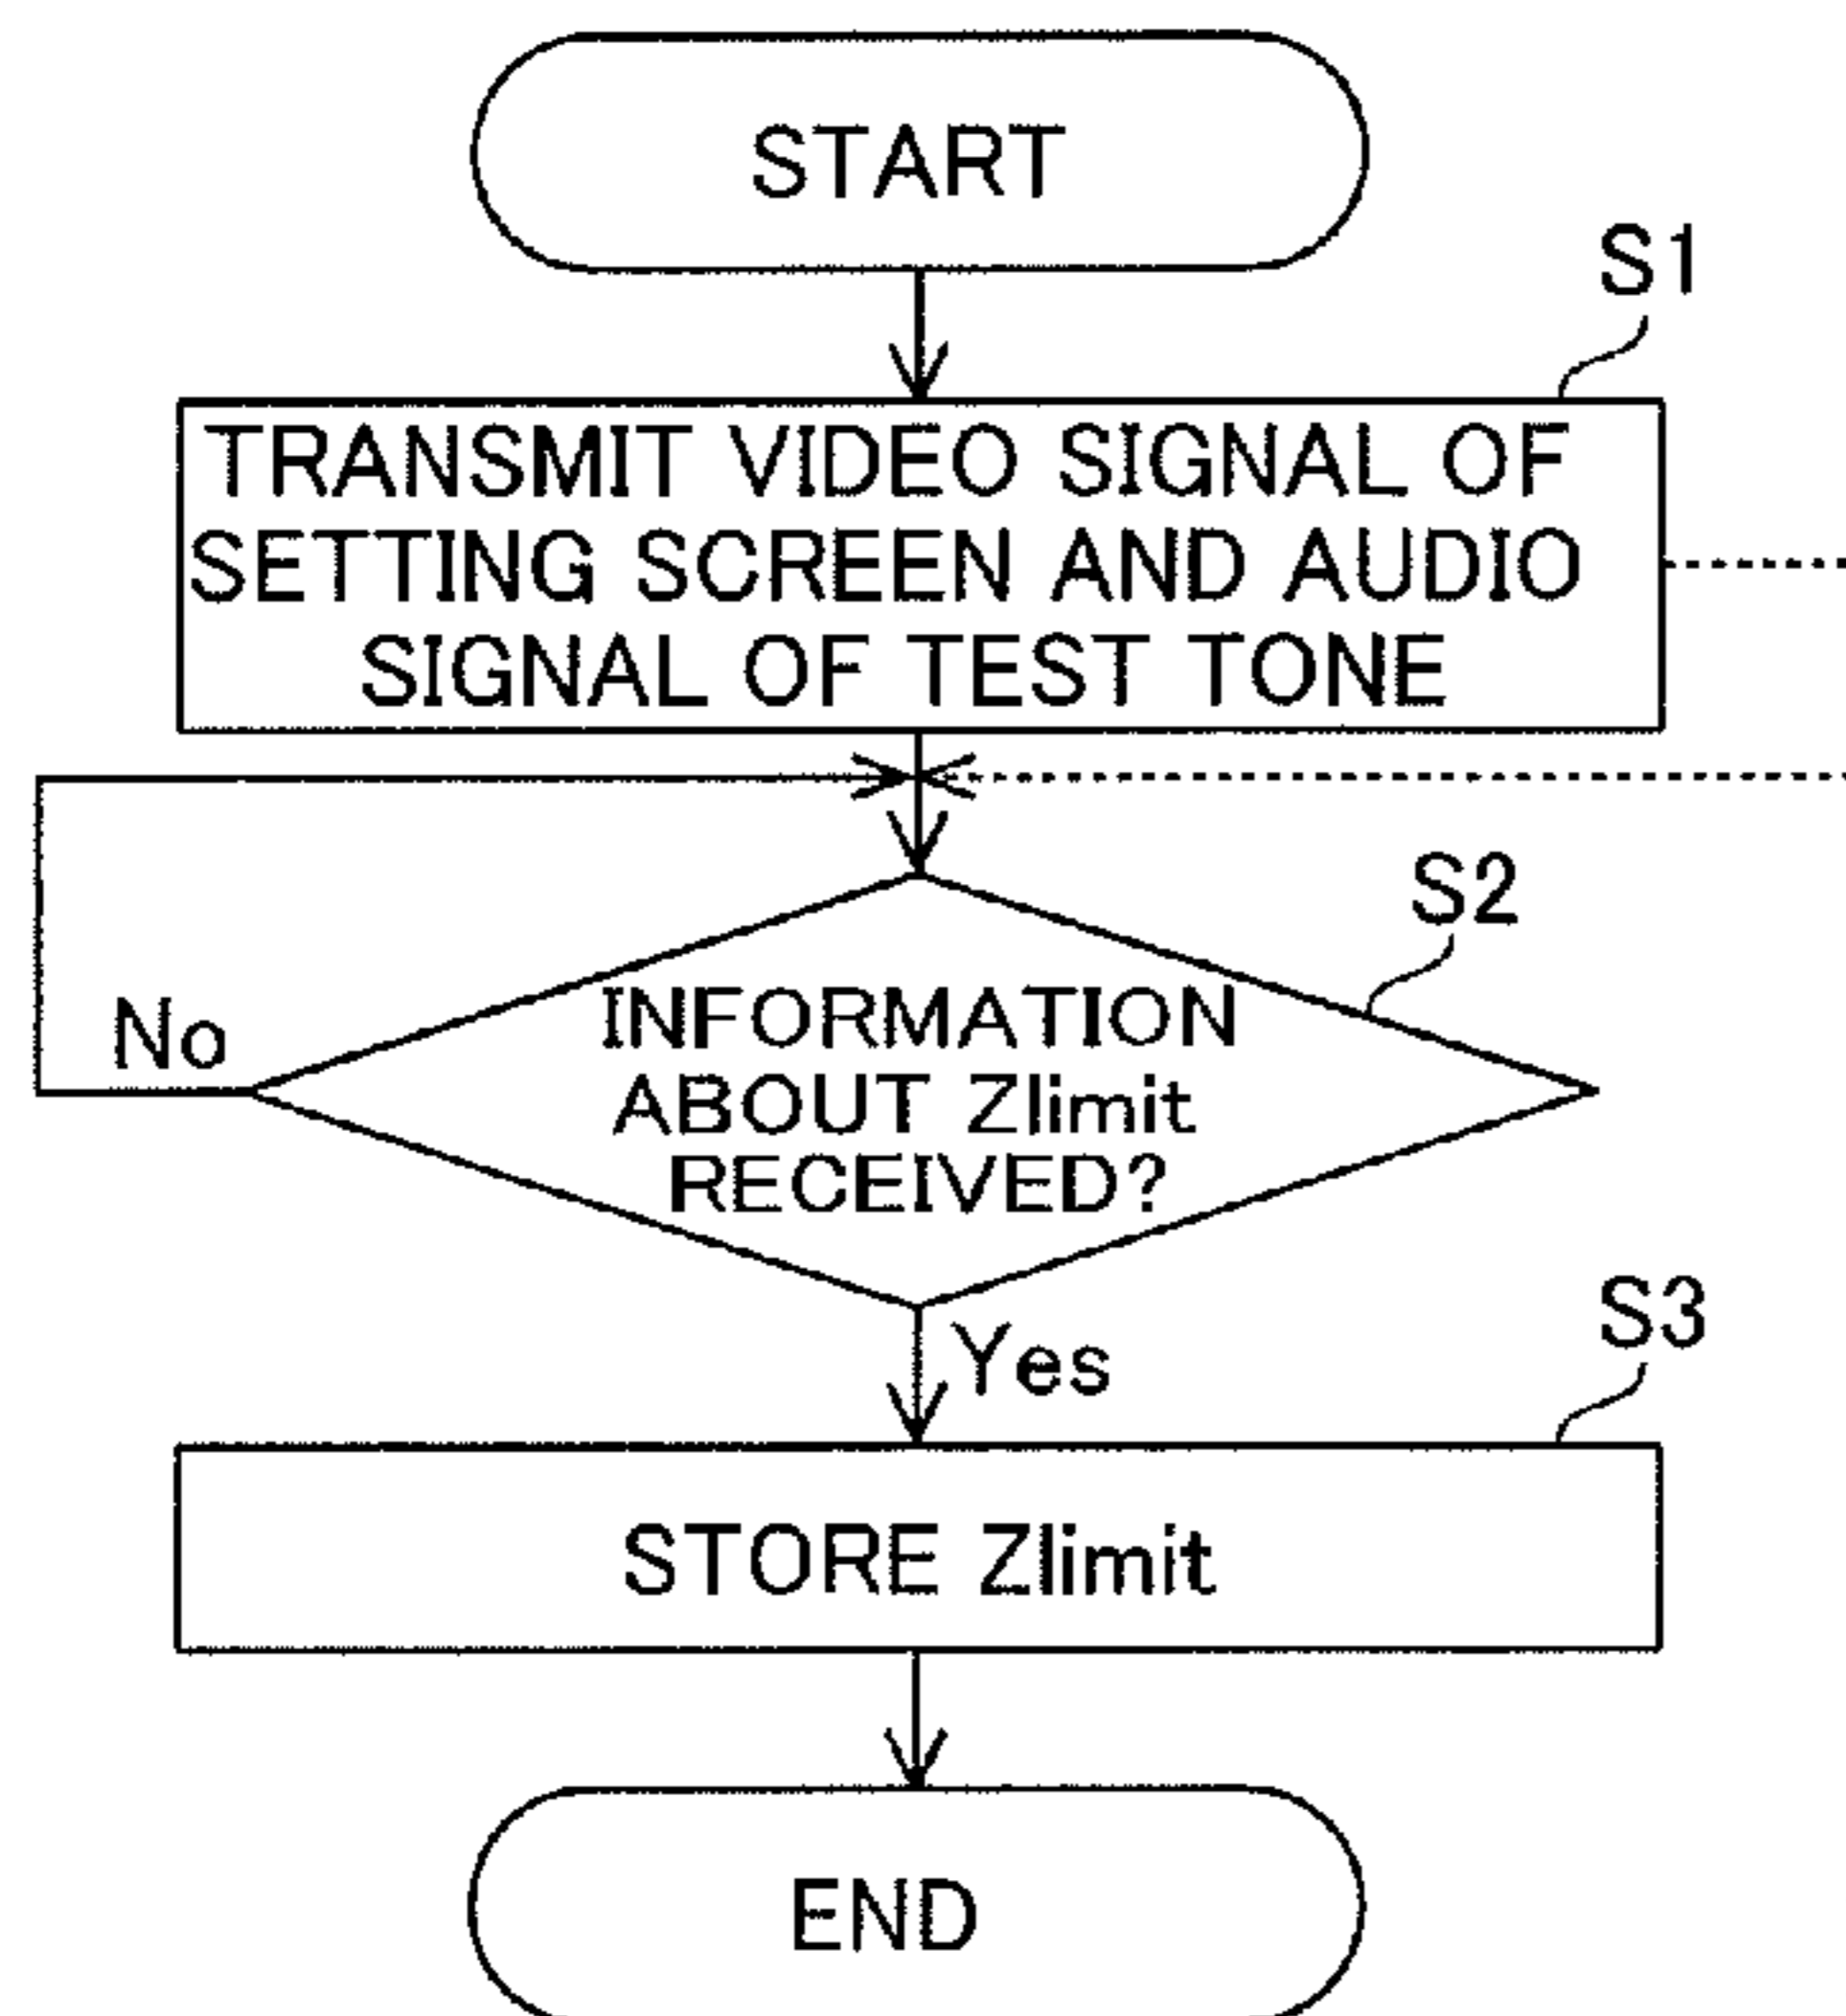 START
S1
TRANSMIT VIDEO SIGNAL OF
SETTING SCREEN AND AUDIO
SIGNAL OF TEST TONE
S2
No
INFORMATION
ABOUT Zlimit
RECEIVED?
Yes
S3
STORE Zlimit
END